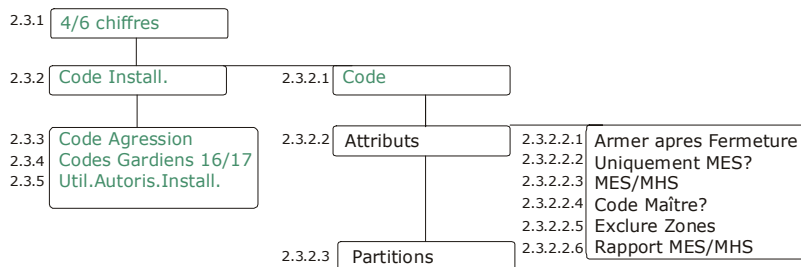 2.3.1 4/6 chiffres
2.3.2 Code Install.
2.3.2.1 Code
2.3.3 Code Agression
2.3.4 Codes Gardiens 16/17
2.3.5 Util.Autoris.Install.
2.3.2.2 Attributs
2.3.2.2.1 Armer apres Fermeture
2.3.2.2.2 Uniquement MES?
2.3.2.2.3 MES/MHS
2.3.2.2.4 Code Maître?
2.3.2.2.5 Exclure Zones
2.3.2.2.6 Rapport MES/MHS
2.3.2.3 Partitions